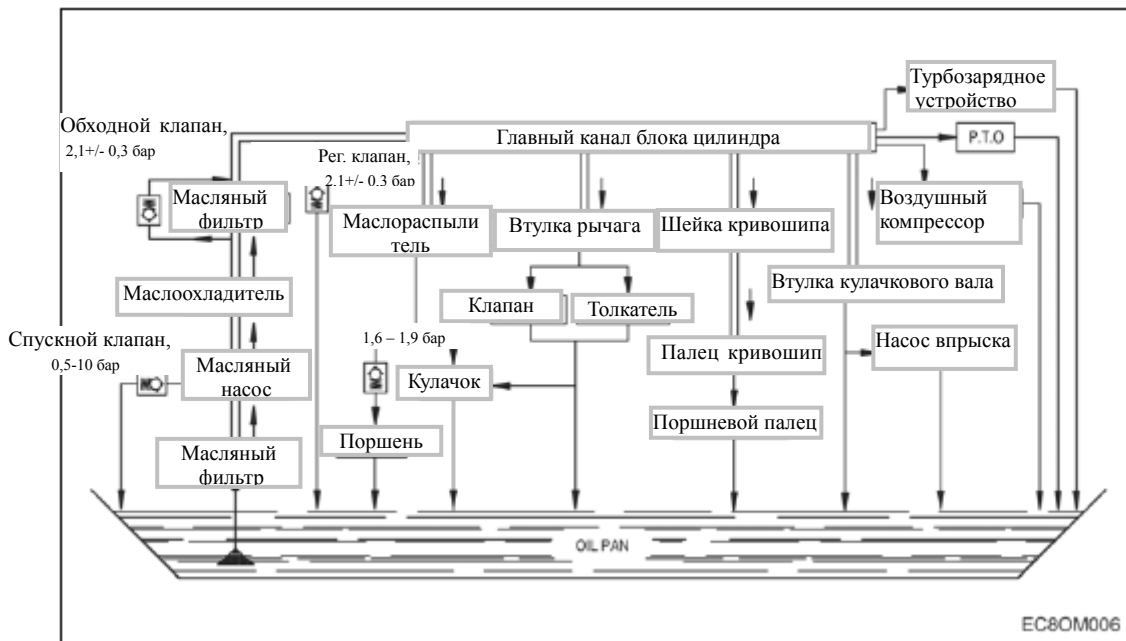 Турбозарядное
устройство
Обходной клапан,
2,1+/- 0,3 бар
Главный канал блока цилиндра
P.T.O
Рег. клапан,
2.1+/- 0.3 бар
Масляный
фильтр
Маслораспыли
тель
Втулка рычага
Шейка кривошипа
Воздушный
компрессор
Маслоохладитель
Клапан
Толкатель
Втулка кулачкового вала
Спускной клапан,
0,5-10 бар
1,6 – 1,9 бар
Масляный
насос
Кулачок
Палец кривошип
Насос впрыска
Масляный
фильтр
Поршень
Поршневой палец
OIL PAN
EC8OM006